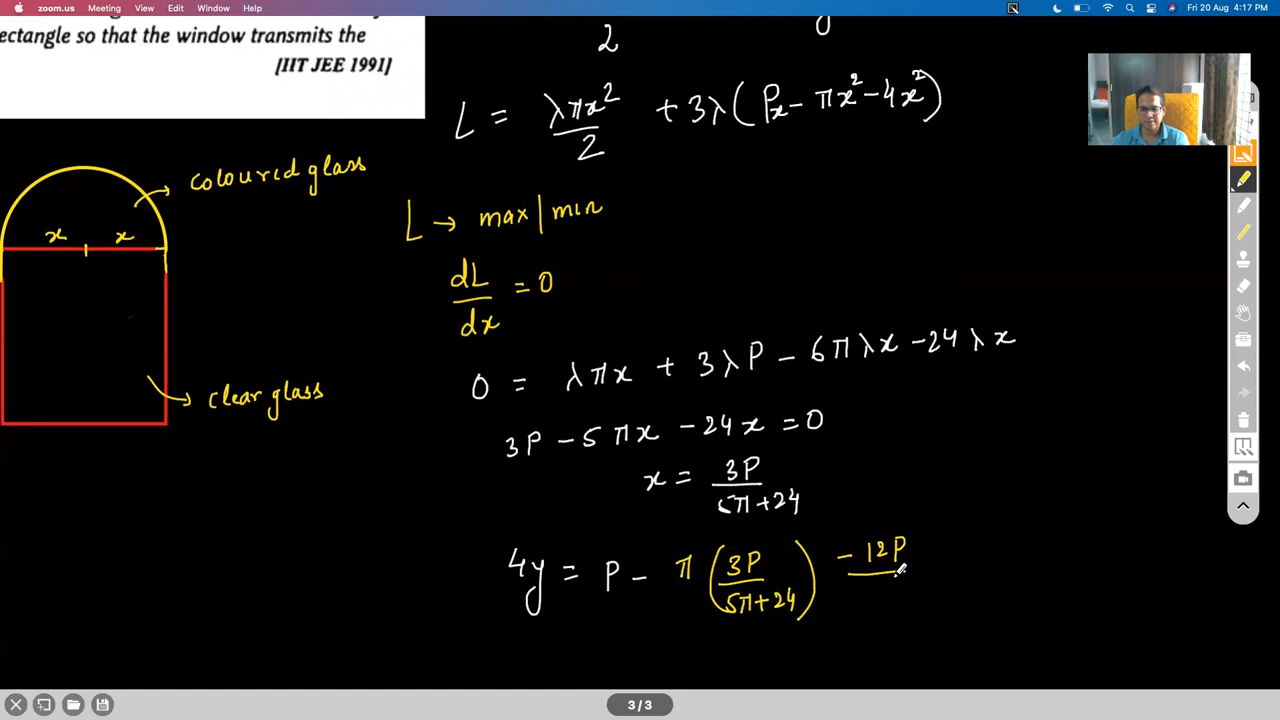 zoom.us Meeting View Edit Window Help Fri 20 Aug 4:17 PM
ectangle so that the window transmits the
[IIT JEE 1991]
2
y
L = λπx²/2 + 3λ(Px - πx² - 4x²)
coloured glass
x x
clear glass
L → max/min
dL/dx = 0
0 = λπx + 3λP - 6πλx - 24λx
3P - 5πx - 24x = 0
x = 3P/5π+24
4y = P - π(3P/5π+24) - 12P
3/3